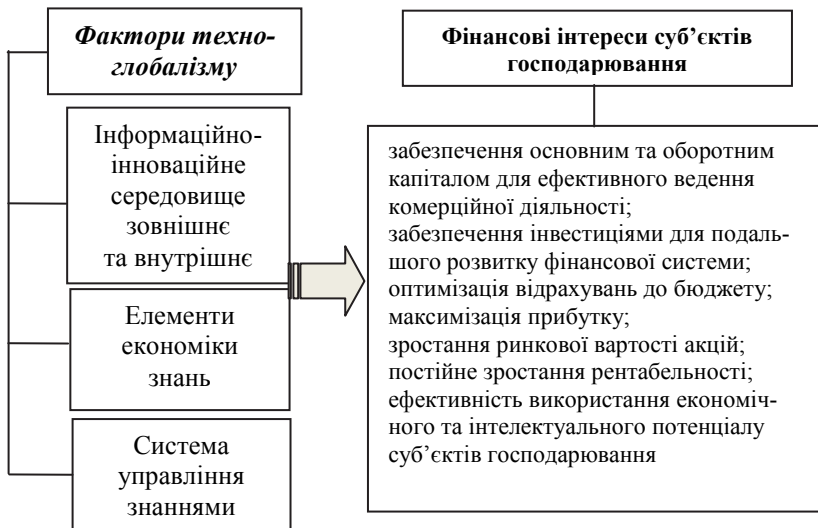 Фактори техно-
глобалізму
Інформаційно-
інноваційне
середовище
зовнішнє
та внутрішнє
Елементи
економіки
знань
Система
управління
знаннями
Фінансові інтереси суб’єктів
господарювання
забезпечення основним та оборотним
капіталом для ефективного ведення
комерційної діяльності;
забезпечення інвестиціями для подаль-
шого розвитку фінансової системи;
оптимізація відрахувань до бюджету;
максимізація прибутку;
зростання ринкової вартості акцій;
постійне зростання рентабельності;
ефективність використання економіч-
ного та інтелектуального потенціалу
суб’єктів господарювання